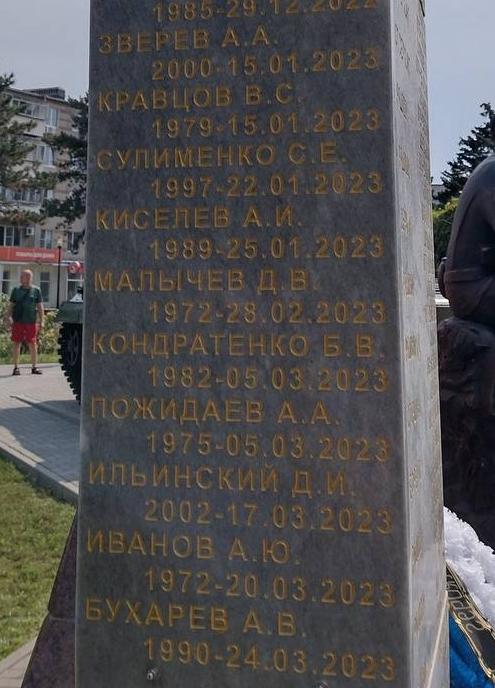 1985-29.12.2022
ЗВЕРЕВ А.А.
2000-15.01.2023
КРАВЦОВ В.С.
1979-15.01.2023
СУЛИМЕНКО С.Е.
1997-22.01.2023
КИСЕЛЕВ А.И.
1989-25.01.2023
МАЛЫЧЕВ Д.В.
1972-28.02.2023
КОНДРАТЕНКО Б.В.
1982-05.03.2023
ПОЖИДАЕВ А.А.
1975-05.03.2023
ИЛЬИНСКИЙ Д.И.
2002-17.03.2023
ИВАНОВ А.Ю.
1972-20.03.2023
БУХАРЕВ А.В.
1990-24.03.2023